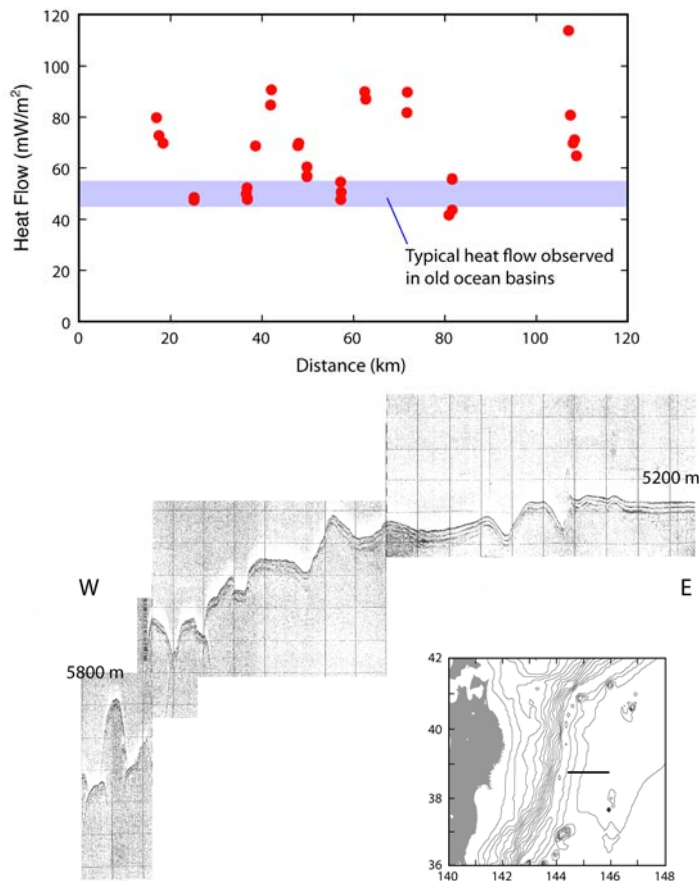 120
100
80
60
40
20
0
Heat Flow (mW/m²)
Typical heat flow observed
in old ocean basins
0 20 40 60 80 100 120
Distance (km)
5200 m
W
E
5800 m
42
40
38
36
140 142 144 146 148